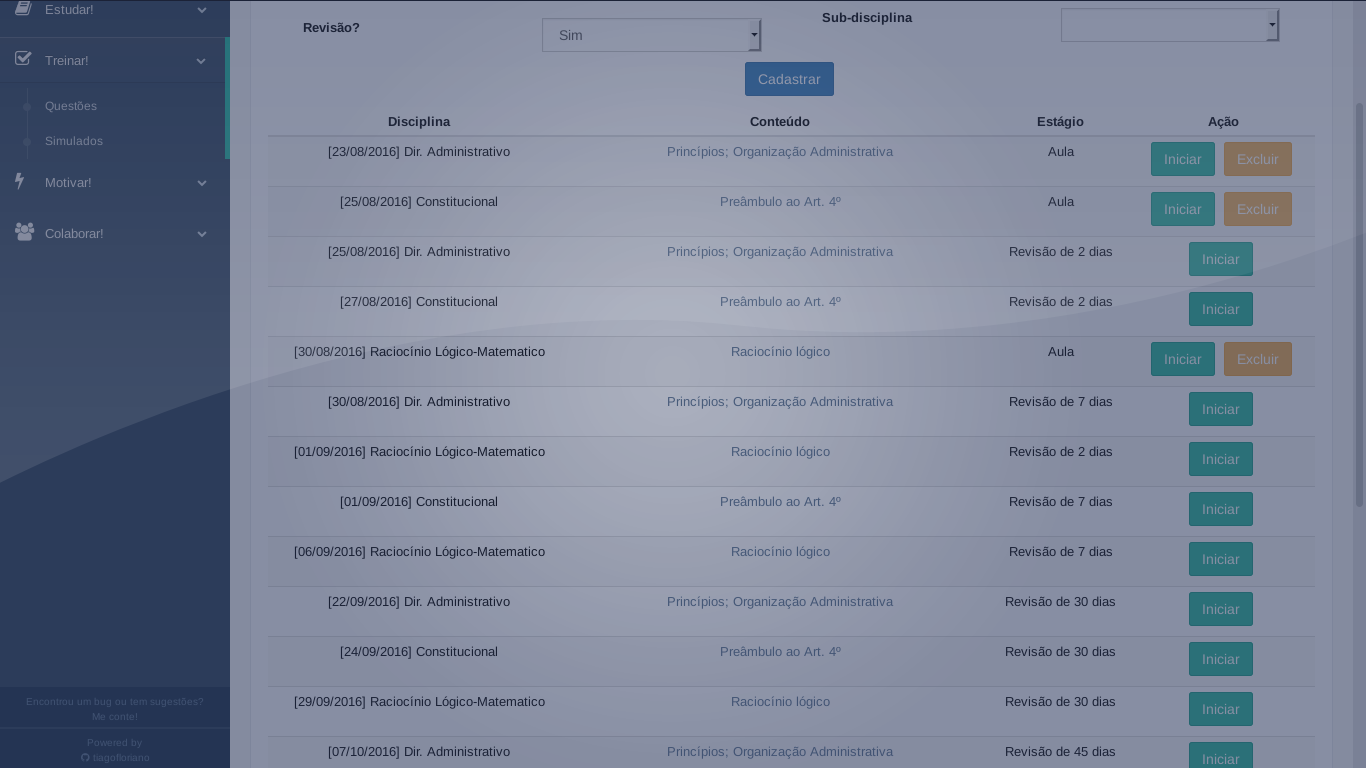 Estudar!
Treinar!
Questões
Simulados
Motivar!
Colaborar!
Encontrou um bug ou tem sugestões?
Me conte!
Powered by
tiagofloriano
Revisão? Sim Sub-disciplina
Cadastrar
Disciplina Conteúdo Estágio Ação
[23/08/2016] Dir. Administrativo Princípios; Organização Administrativa Aula Iniciar Excluir
[25/08/2016] Constitucional Preâmbulo ao Art. 4º Aula Iniciar Excluir
[25/08/2016] Dir. Administrativo Princípios; Organização Administrativa Revisão de 2 dias Iniciar
[27/08/2016] Constitucional Preâmbulo ao Art. 4º Revisão de 2 dias Iniciar
[30/08/2016] Raciocínio Lógico-Matematico Raciocínio lógico Aula Iniciar Excluir
[30/08/2016] Dir. Administrativo Princípios; Organização Administrativa Revisão de 7 dias Iniciar
[01/09/2016] Raciocínio Lógico-Matematico Raciocínio lógico Revisão de 2 dias Iniciar
[01/09/2016] Constitucional Preâmbulo ao Art. 4º Revisão de 7 dias Iniciar
[06/09/2016] Raciocínio Lógico-Matematico Raciocínio lógico Revisão de 7 dias Iniciar
[22/09/2016] Dir. Administrativo Princípios; Organização Administrativa Revisão de 30 dias Iniciar
[24/09/2016] Constitucional Preâmbulo ao Art. 4º Revisão de 30 dias Iniciar
[29/09/2016] Raciocínio Lógico-Matematico Raciocínio lógico Revisão de 30 dias Iniciar
[07/10/2016] Dir. Administrativo Princípios; Organização Administrativa Revisão de 45 dias Iniciar